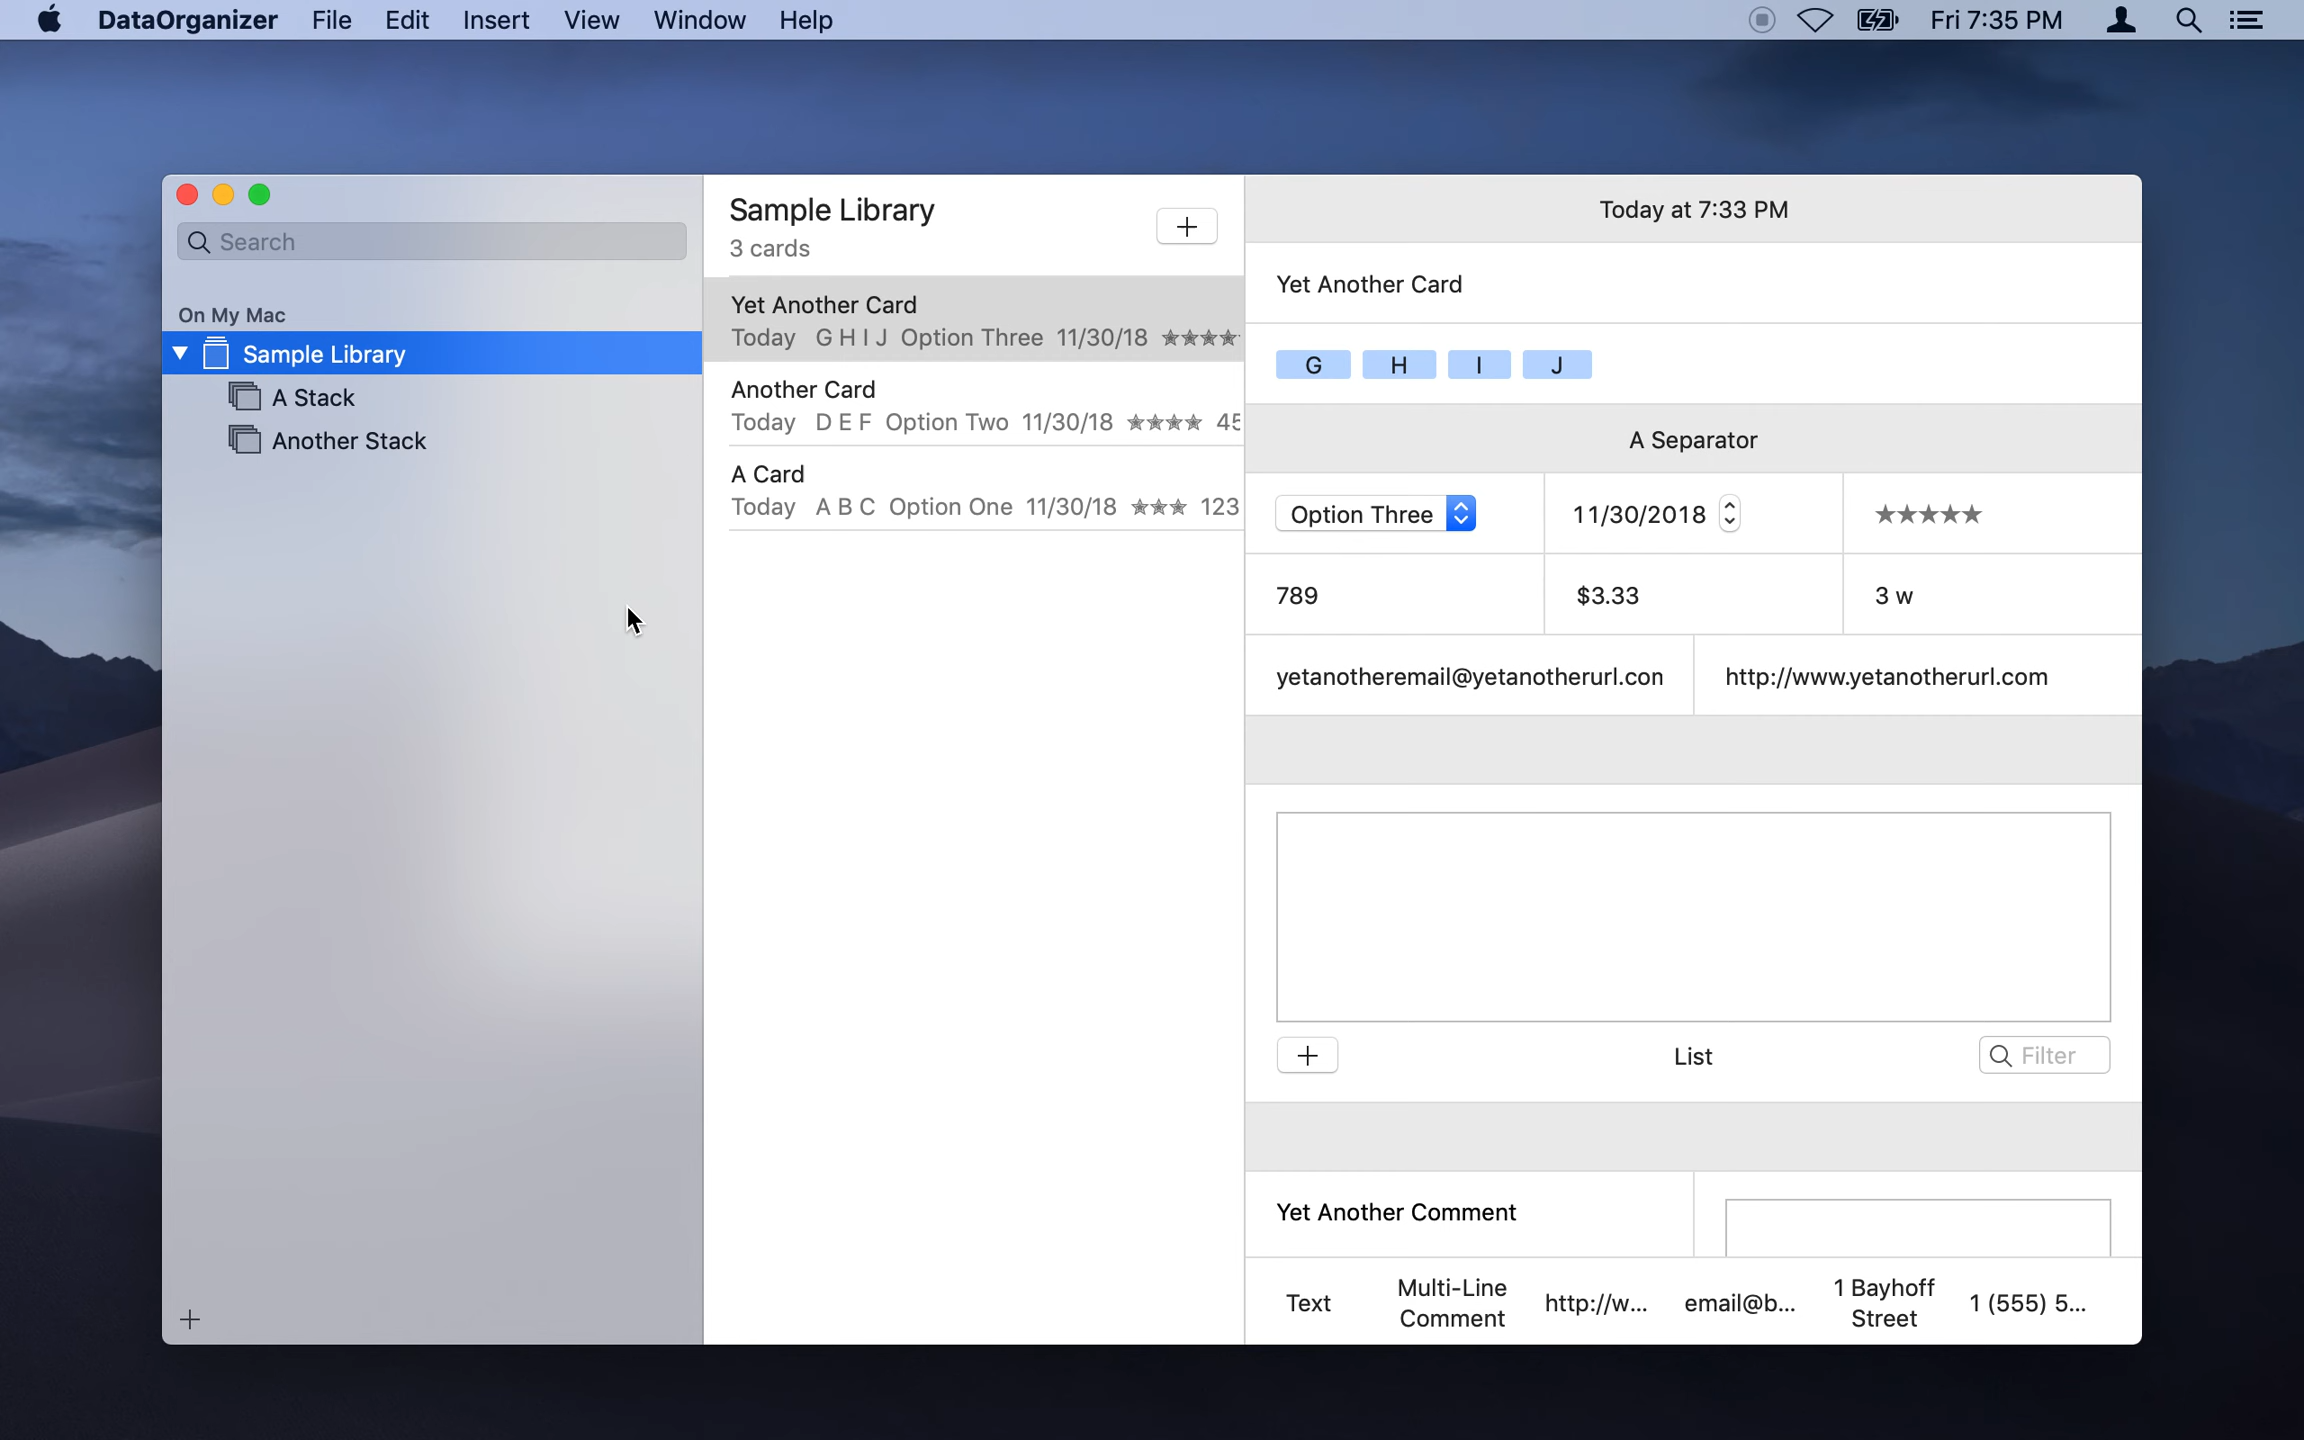 DataOrganizer File Edit Insert View Window Help Fri 7:35 PM
Search
On My Mac
Sample Library
A Stack
Another Stack
Sample Library
3 cards
Yet Another Card
Today G H I J Option Three 11/30/18 ★★★★
Another Card
Today D E F Option Two 11/30/18 ★★★★ 45
A Card
Today A B C Option One 11/30/18 ★★★ 123
Today at 7:33 PM
Yet Another Card
G H I J
A Separator
Option Three 11/30/2018 ★★★★★
789 $3.33 3 w
yetanotheremail@yetanotherurl.con http://www.yetanotherurl.com
List Filter
Yet Another Comment
Text Multi-Line Comment http://w... email@b... 1 Bayhoff Street 1 (555) 5...